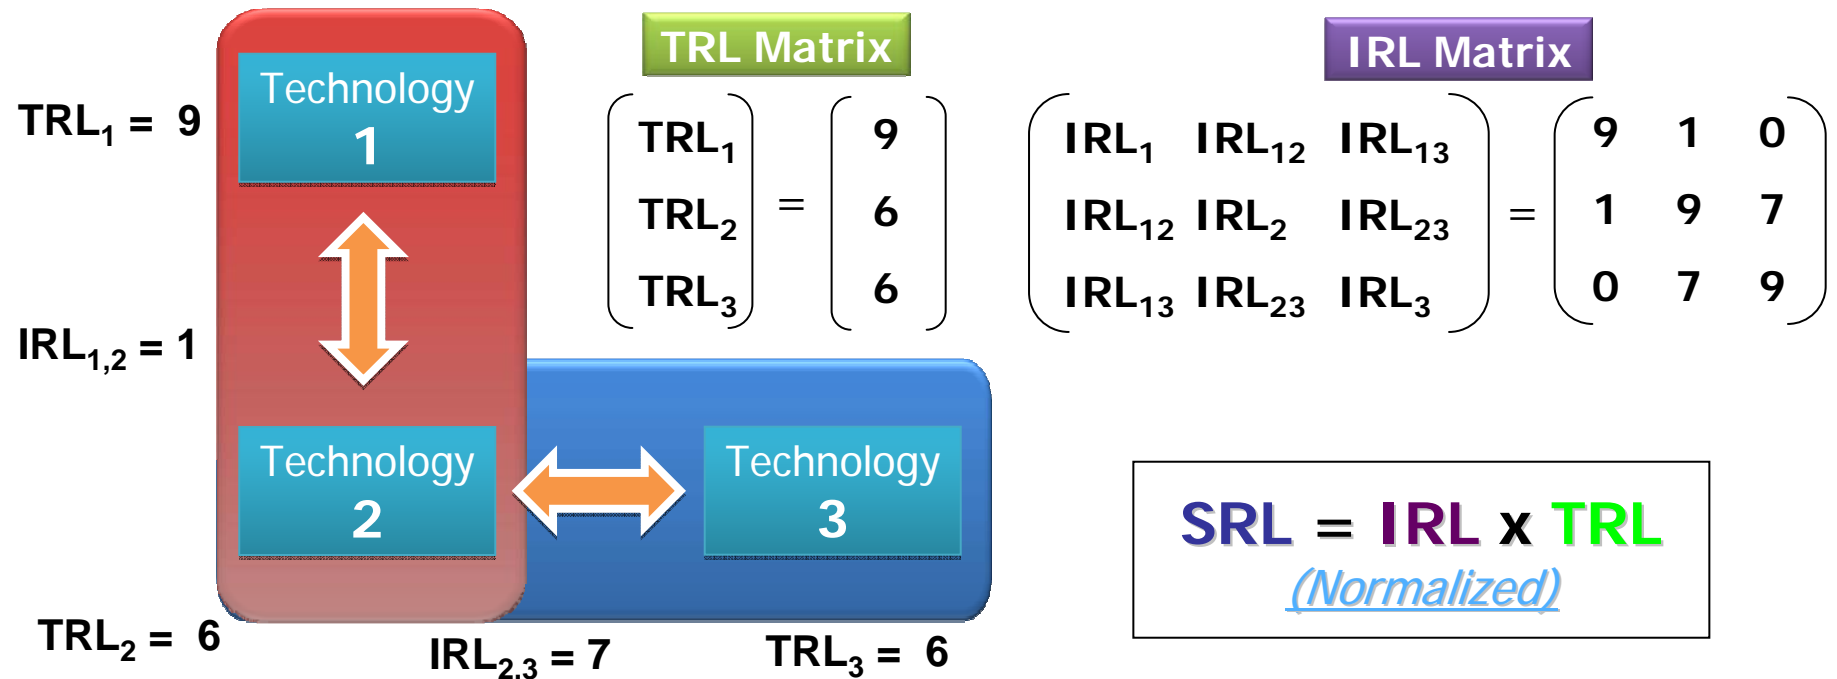 TRL Matrix
IRL Matrix
Technology
1
TRL₁ = 9
TRL₁
TRL₂
TRL₃
=
9
6
6
IRL₁ IRL₁₂ IRL₁₃
IRL₁₂ IRL₂ IRL₂₃
IRL₁₃ IRL₂₃ IRL₃
=
9 1 0
1 9 7
0 7 9
IRL₁,₂ = 1
Technology
2
Technology
3
TRL₂ = 6
IRL₂,₃ = 7
TRL₃ = 6
SRL = IRL x TRL
(Normalized)